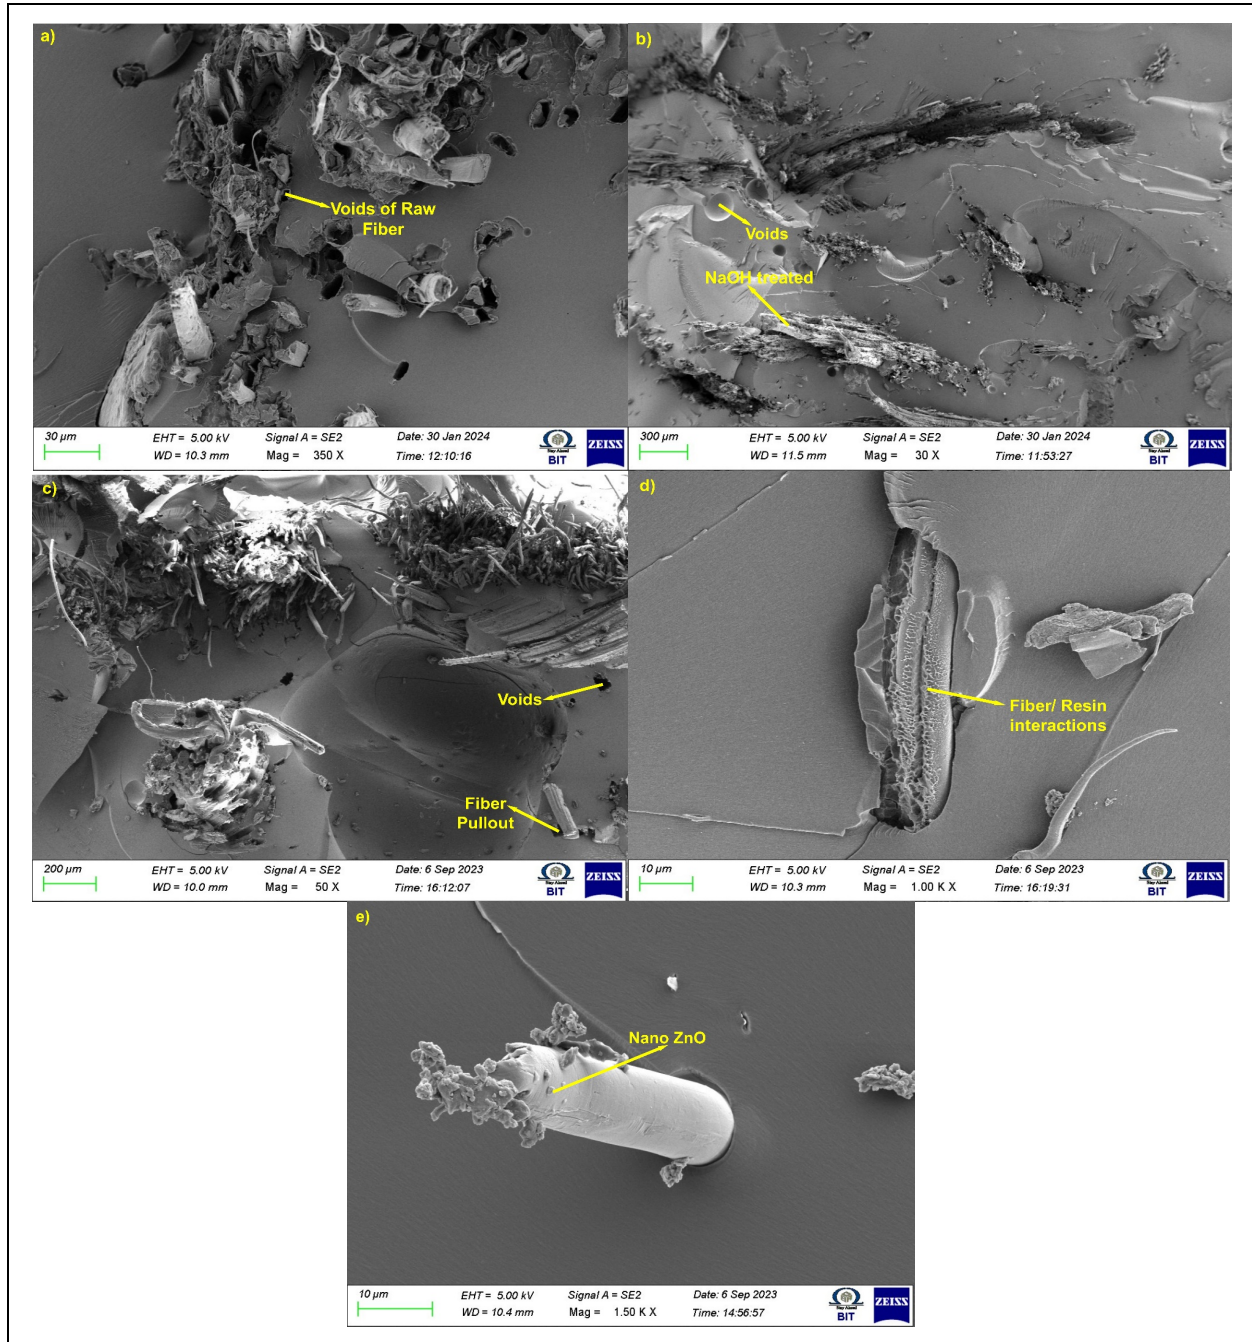 a)
Voids of Raw
Fiber
30 µm
EHT = 5.00 kV
Signal A = SE2
Date: 30 Jan 2024
WD = 10.3 mm
Mag = 350 X
Time: 12:10:16
BIT
ZEISS
b)
Voids
NaOH treated
300 µm
EHT = 5.00 kV
Signal A = SE2
Date: 30 Jan 2024
WD = 11.5 mm
Mag = 30 X
Time: 11:53:27
BIT
ZEISS
c)
Voids
Fiber
Pullout
200 µm
EHT = 5.00 kV
Signal A = SE2
Date: 6 Sep 2023
WD = 10.0 mm
Mag = 50 X
Time: 16:12:07
BIT
ZEISS
d)
Fiber/ Resin
interactions
10 µm
EHT = 5.00 kV
Signal A = SE2
Date: 6 Sep 2023
WD = 10.3 mm
Mag = 1.00 K X
Time: 16:19:31
BIT
ZEISS
e)
Nano ZnO
10 µm
EHT = 5.00 kV
Signal A = SE2
Date: 6 Sep 2023
WD = 10.4 mm
Mag = 1.50 K X
Time: 14:56:57
BIT
ZEISS